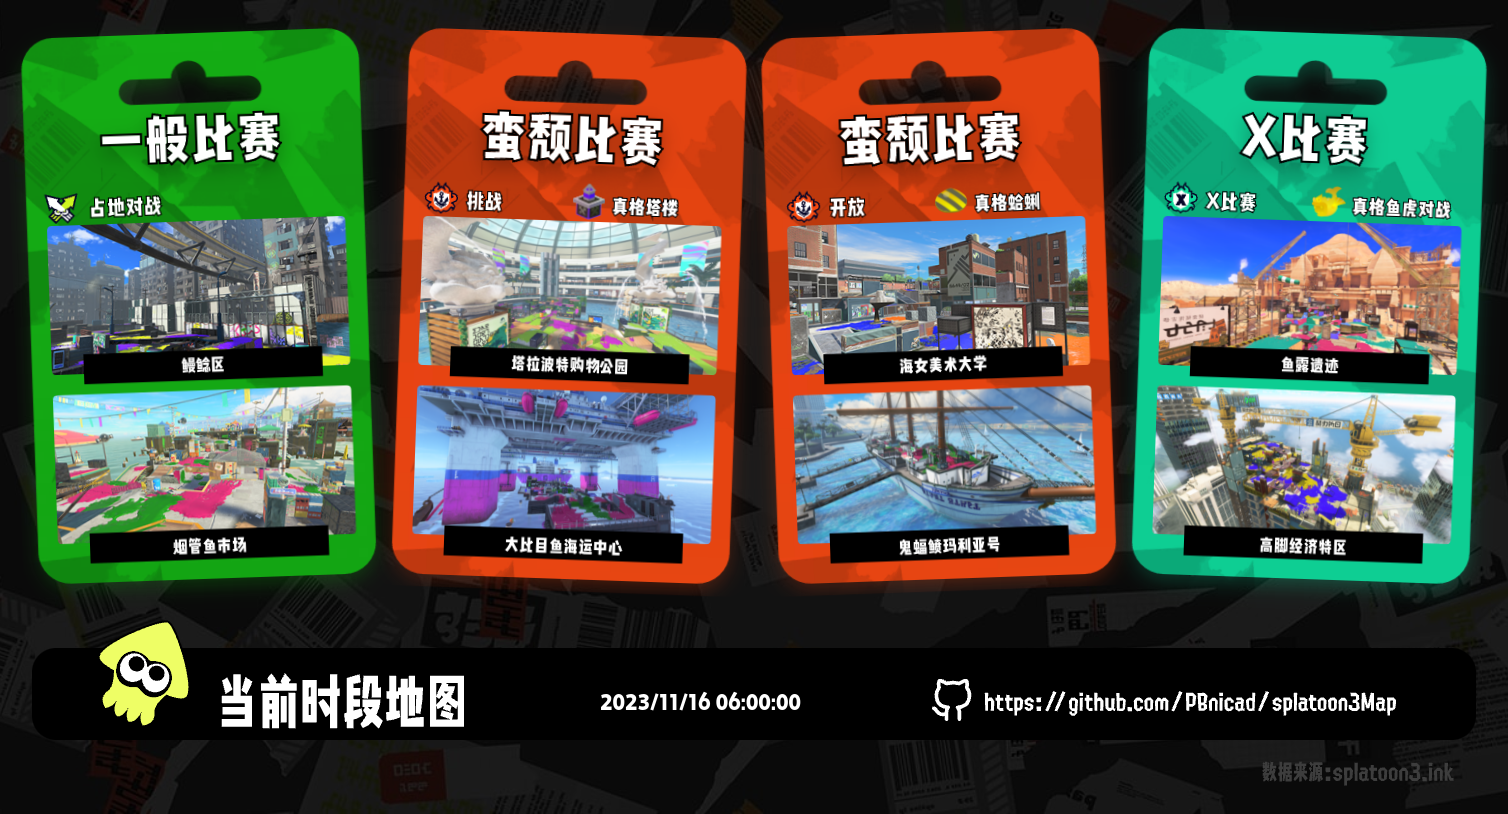 一般比赛
占地对战
鳗鲶区
烟管鱼市场
蛮颓比赛
挑战
真格塔楼
塔拉波特购物公园
大比目鱼海运中心
蛮颓比赛
开放
真格蛤蜊
海女美术大学
鬼蝠鲼玛利亚号
X比赛
X比赛
真格鱼虎对战
鱼露遗迹
高脚经济特区
当前时段地图
2023/11/16 06:00:00
https://github.com/PBnicad/splatoon3Map
数据来源:splatoon3.ink